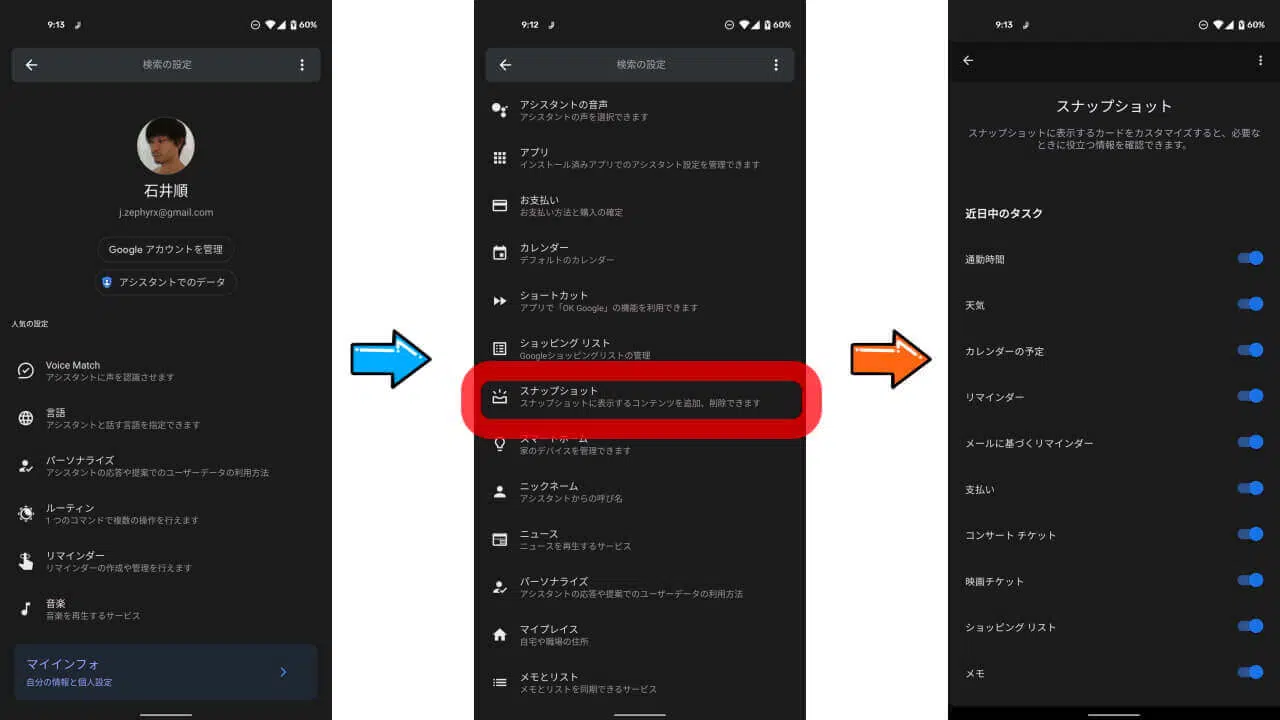 9:13
60%
検索の設定
石井順
j.zephyrx@gmail.com
Google アカウントを管理
アシスタントでのデータ
人気の設定
Voice Match
アシスタントに声を認識させます
言語
アシスタントと話す言語を指定できます
パーソナライズ
アシスタントの応答や提案でのユーザーデータの利用方法
ルーティン
1 つのコマンドで複数の操作を行えます
リマインダー
リマインダーの作成や管理を行えます
音楽
音楽を再生するサービス
マイインフォ
自分の情報と個人設定
9:12
60%
検索の設定
アシスタントの音声
アシスタントの声を選択できます
アプリ
インストール済みアプリでのアシスタント設定を管理できます
お支払い
お支払い方法と購入の確定
カレンダー
デフォルトのカレンダー
ショートカット
アプリで「OK Google」の機能を利用できます
ショッピング リスト
Googleショッピングリストの管理
スナップショット
スナップショットに表示するコンテンツを追加、削除できます
スマートホーム
家のデバイスを管理できます
ニックネーム
アシスタントからの呼び名
ニュース
ニュースを再生するサービス
パーソナライズ
アシスタントの応答や提案でのユーザーデータの利用方法
マイプレイス
自宅や職場の住所
メモとリスト
メモとリストを同期できるサービス
9:13
60%
スナップショット
スナップショットに表示するカードをカスタマイズすると、必要な
ときに役立つ情報を確認できます。
近日中のタスク
通勤時間
天気
カレンダーの予定
リマインダー
メールに基づくリマインダー
支払い
コンサート チケット
映画チケット
ショッピング リスト
メモ